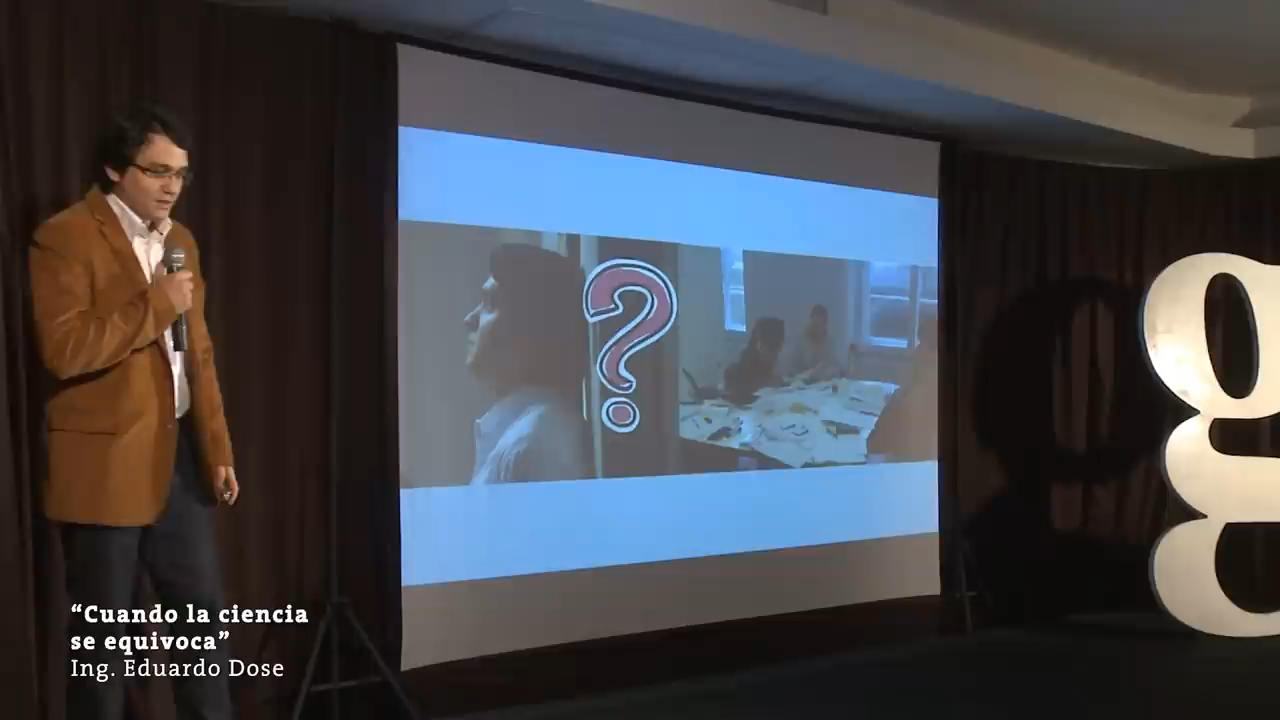 ?
g
“Cuando la ciencia
se equivoca”
Ing. Eduardo Dose